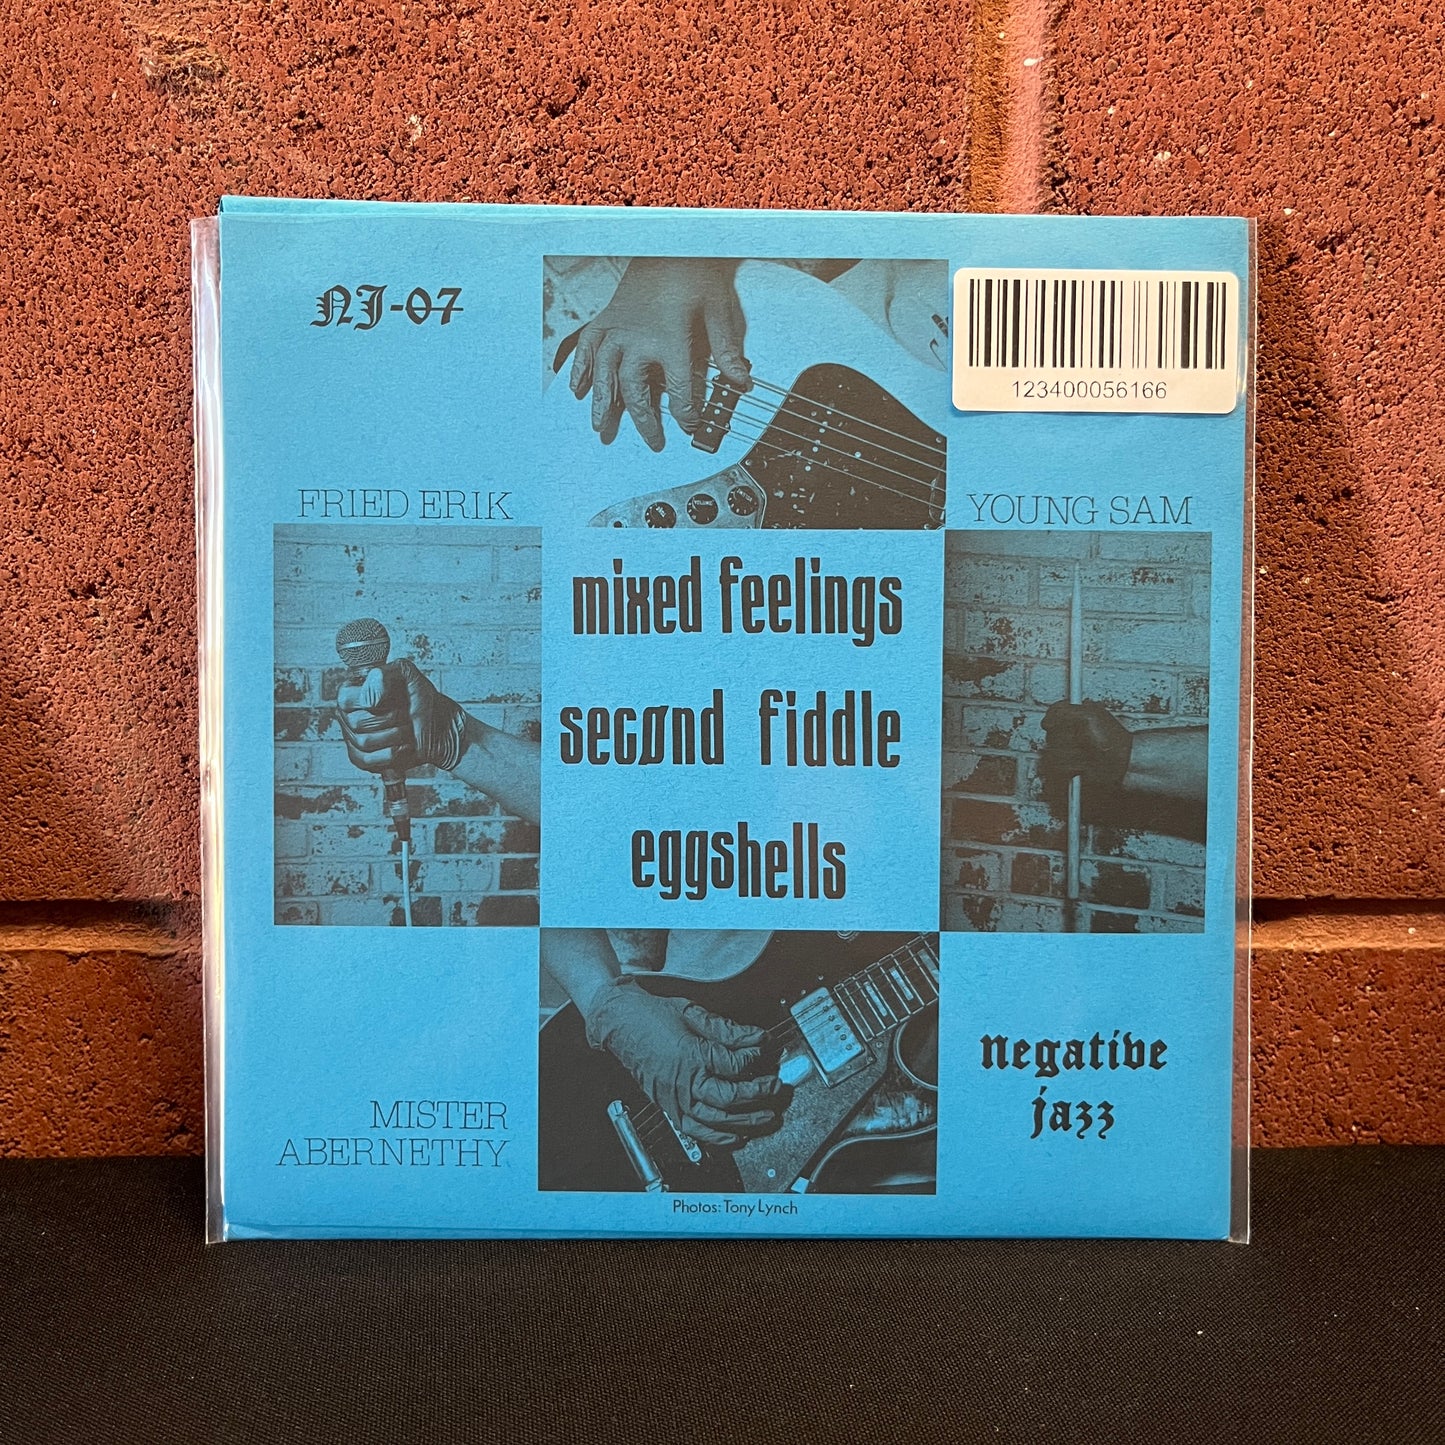 NJ-07
123400056166
FRIED ERIK
YOUNG SAM
mixed feelings
secønd fiddle
eggshells
MISTER
ABERNETHY
negative
jazz
Photos: Tony Lynch